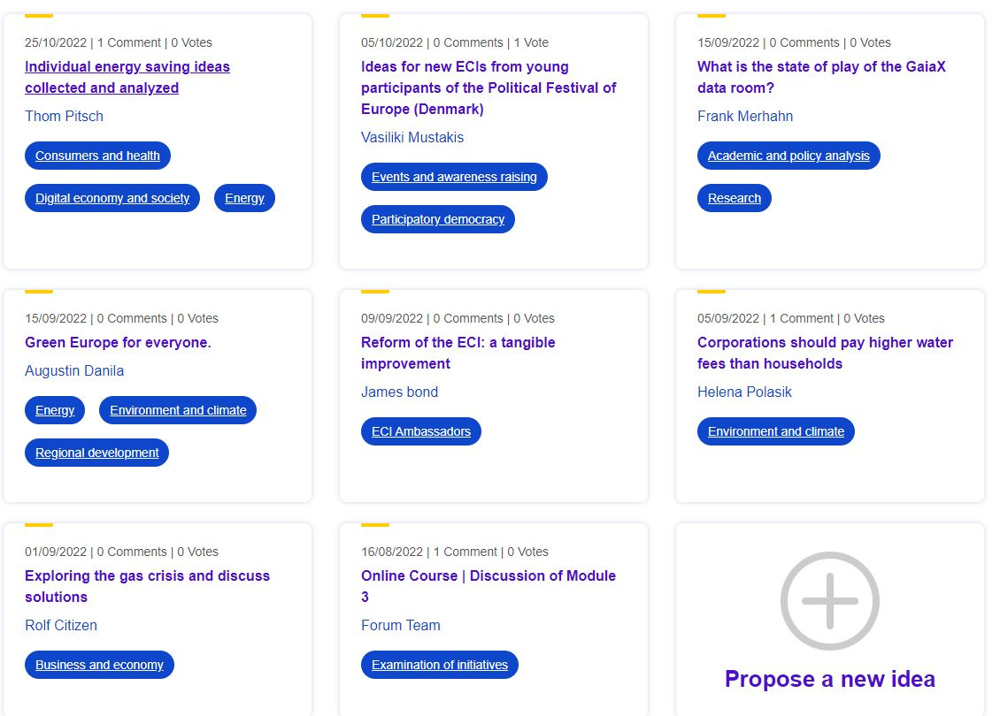 25/10/2022 | 1 Comment | 0 Votes
Individual energy saving ideas
collected and analyzed
Thom Pitsch
Consumers and health
Digital economy and society
Energy
05/10/2022 | 0 Comments | 1 Vote
Ideas for new ECIs from young
participants of the Political Festival of
Europe (Denmark)
Vasiliki Mustakis
Events and awareness raising
Participatory democracy
15/09/2022 | 0 Comments | 0 Votes
What is the state of play of the GaiaX
data room?
Frank Merhahn
Academic and policy analysis
Research
15/09/2022 | 0 Comments | 0 Votes
Green Europe for everyone.
Augustin Danila
Energy
Environment and climate
Regional development
09/09/2022 | 0 Comments | 0 Votes
Reform of the ECI: a tangible
improvement
James bond
ECI Ambassadors
05/09/2022 | 1 Comment | 0 Votes
Corporations should pay higher water
fees than households
Helena Polasik
Environment and climate
01/09/2022 | 0 Comments | 0 Votes
Exploring the gas crisis and discuss
solutions
Rolf Citizen
Business and economy
16/08/2022 | 1 Comment | 0 Votes
Online Course | Discussion of Module
3
Forum Team
Examination of initiatives
Propose a new idea